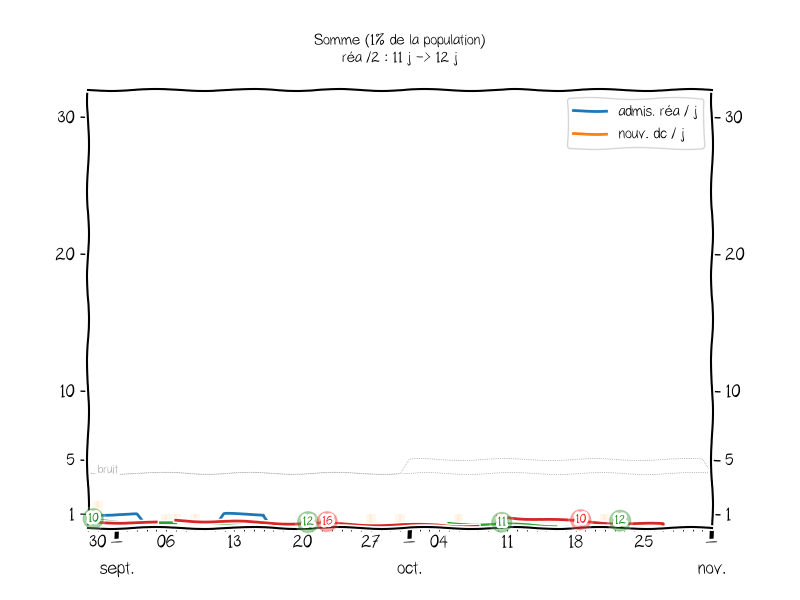 Somme (1% de la population)
réa /2 : 11 j -> 12 j
admis. réa / j
nouv. dc / j
30 30
20 20
10 10
5 5
bruit
1 1
10 12 16 11 10 12
30 06 13 20 27 04 11 18 25
sept. oct. nov.